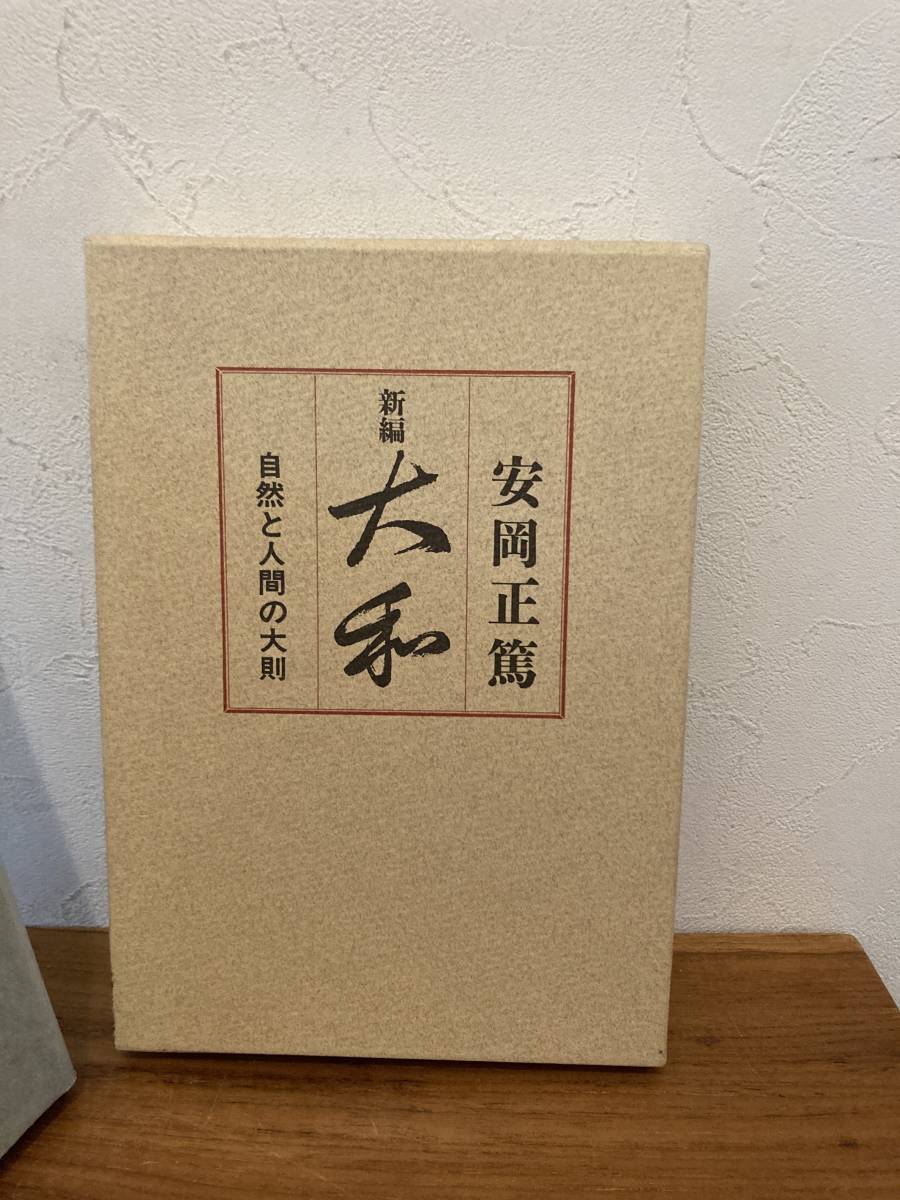 安岡正篤
新編
大和
自然と人間の大則